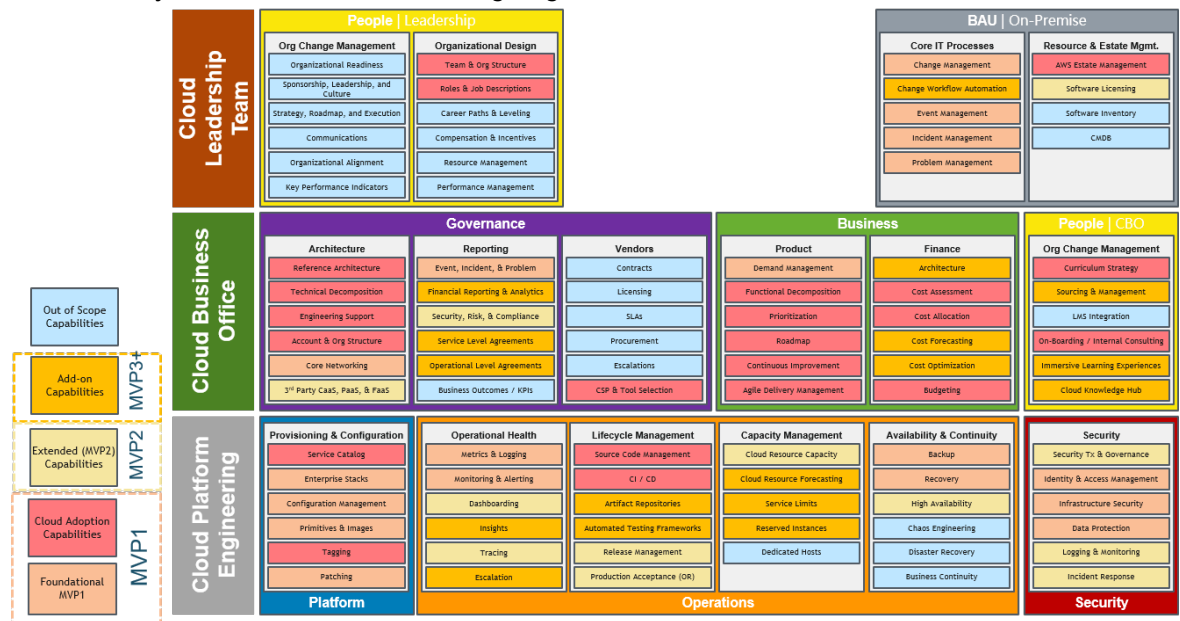 People | Leadership
BAU | On-Premise
Cloud
Leadership
Team
Org Change Management
Organizational Readiness
Sponsorship, Leadership, and
Culture
Strategy, Roadmap, and Execution
Communications
Organizational Alignment
Key Performance Indicators
Organizational Design
Team & Org Structure
Roles & Job Descriptions
Career Paths & Leveling
Compensation & Incentives
Resource Management
Performance Management
Core IT Processes
Change Management
Change Workflow Automation
Event Management
Incident Management
Problem Management
Resource & Estate Mgmt.
AWS Estate Management
Software Licensing
Software Inventory
CMDB
Cloud Business
Office
Governance
Architecture
Reference Architecture
Technical Decomposition
Engineering Support
Account & Org Structure
Core Networking
3rd Party CaaS, PaaS, & FaaS
Reporting
Event, Incident, & Problem
Financial Reporting & Analytics
Security, Risk, & Compliance
Service Level Agreements
Operational Level Agreements
Business Outcomes / KPIs
Vendors
Contracts
Licensing
SLAs
Procurement
Escalations
CSP & Tool Selection
Business
Product
Demand Management
Functional Decomposition
Prioritization
Roadmap
Continuous Improvement
Agile Delivery Management
Finance
Architecture
Cost Assessment
Cost Allocation
Cost Forecasting
Cost Optimization
Budgeting
People | CBO
Org Change Management
Curriculum Strategy
Sourcing & Management
LMS Integration
On-Boarding / Internal Consulting
Immersive Learning Experiences
Cloud Knowledge Hub
Cloud Platform
Engineering
Provisioning & Configuration
Service Catalog
Enterprise Stacks
Configuration Management
Primitives & Images
Tagging
Patching
Platform
Operational Health
Metrics & Logging
Monitoring & Alerting
Dashboarding
Insights
Tracing
Escalation
Lifecycle Management
Source Code Management
CI / CD
Artifact Repositories
Automated Testing Frameworks
Release Management
Production Acceptance (OR)
Capacity Management
Cloud Resource Capacity
Cloud Resource Forecasting
Service Limits
Reserved Instances
Dedicated Hosts
Availability & Continuity
Backup
Recovery
High Availability
Chaos Engineering
Disaster Recovery
Business Continuity
Operations
Security
Security Tx & Governance
Identity & Access Management
Infrastructure Security
Data Protection
Logging & Monitoring
Incident Response
Security
Out of Scope
Capabilities
Add-on
Capabilities
MVP3+
Extended (MVP2)
Capabilities
MVP2
Cloud Adoption
Capabilities
Foundational
MVP1
MVP1